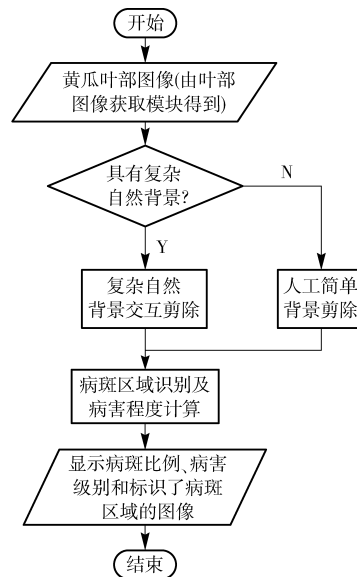 开始
黄瓜叶部图像(由叶部
图像获取模块得到)
具有复杂
自然背景?
N
Y
复杂自然
背景交互剪除
人工简单
背景剪除
病斑区域识别及
病害程度计算
显示病斑比例、病害
级别和标识了病斑
区域的图像
结束